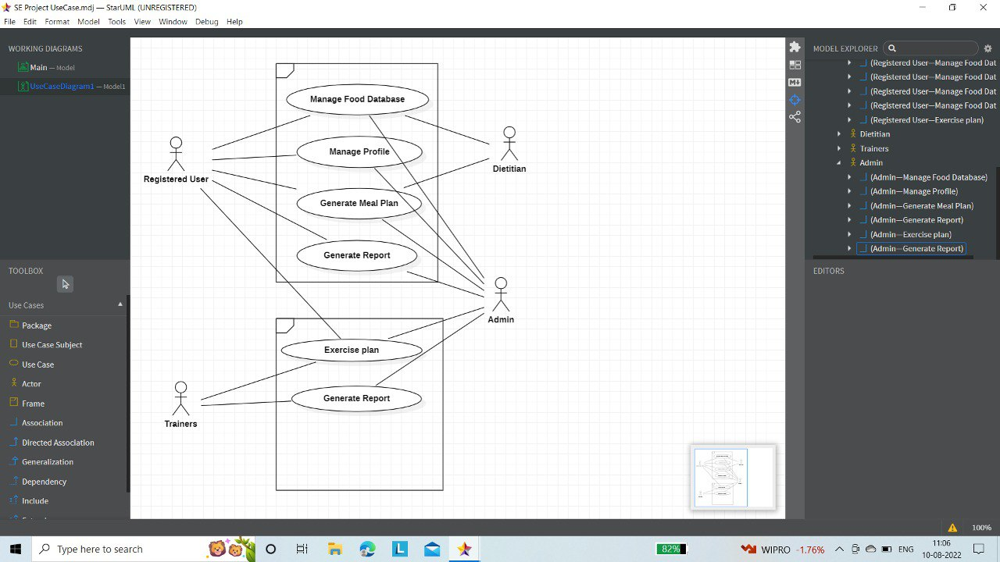 SE Project UseCase.mdj — StarUML (UNREGISTERED)
File Edit Format Model Tools View Window Debug Help
WORKING DIAGRAMS
Main — Model
UseCaseDiagram1 — Model1
TOOLBOX
Use Cases
Package
Use Case Subject
Use Case
Actor
Frame
Association
Directed Association
Generalization
Dependency
Include
Manage Food Database
Manage Profile
Generate Meal Plan
Generate Report
Registered User
Dietitian
Admin
Exercise plan
Generate Report
Trainers
MODEL EXPLORER
(Registered User—Manage Food Dat
(Registered User—Manage Food Dat
(Registered User—Manage Food Dat
(Registered User—Manage Food Dat
(Registered User—Exercise plan)
Dietitian
Trainers
Admin
(Admin—Manage Food Database)
(Admin—Manage Profile)
(Admin—Generate Meal Plan)
(Admin—Generate Report)
(Admin—Exercise plan)
(Admin—Generate Report)
EDITORS
100%
Type here to search
82%
WIPRO -1.76%
ENG
11:06
10-08-2022